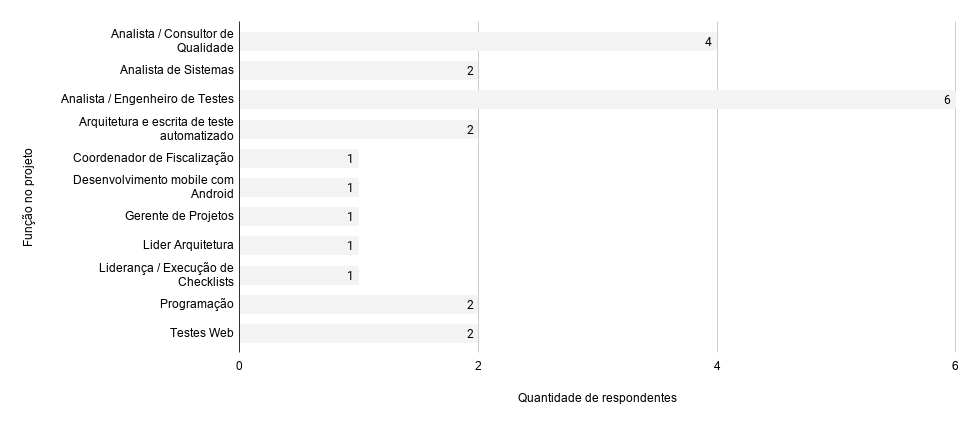 Função no projeto
Analista / Consultor de
Qualidade
4
Analista de Sistemas
2
Analista / Engenheiro de Testes
6
Arquitetura e escrita de teste
automatizado
2
Coordenador de Fiscalização
1
Desenvolvimento mobile com
Android
1
Gerente de Projetos
1
Lider Arquitetura
1
Liderança / Execução de
Checklists
1
Programação
2
Testes Web
2
0 2 4 6
Quantidade de respondentes